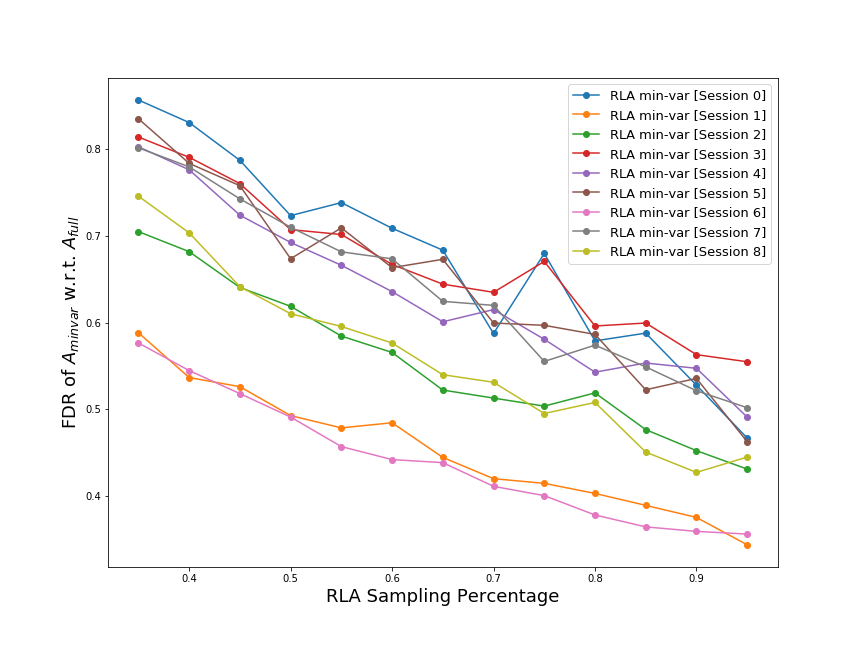 RLA min-var [Session 0]
RLA min-var [Session 1]
RLA min-var [Session 2]
RLA min-var [Session 3]
RLA min-var [Session 4]
RLA min-var [Session 5]
RLA min-var [Session 6]
RLA min-var [Session 7]
RLA min-var [Session 8]
FDR of A_minvar w.r.t. A_full
0.8
0.7
0.6
0.5
0.4
0.4 0.5 0.6 0.7 0.8 0.9
RLA Sampling Percentage